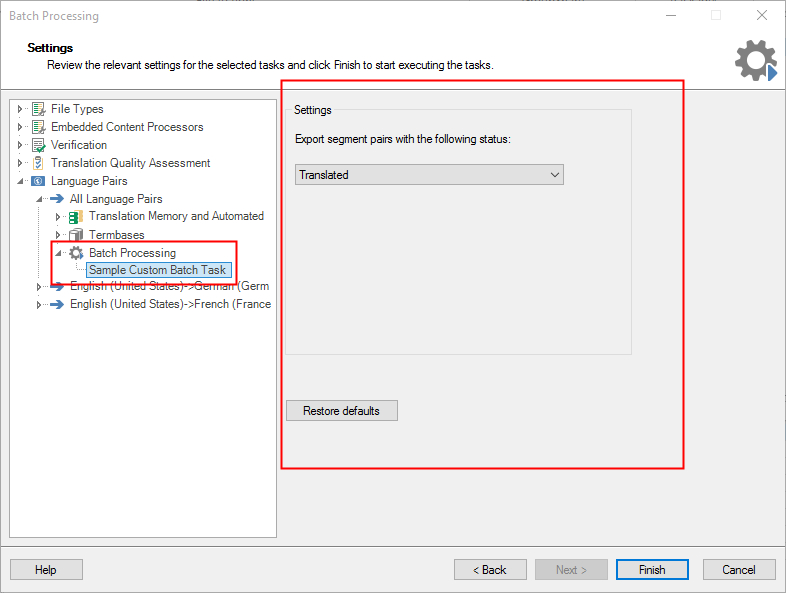 Batch Processing
Settings
Review the relevant settings for the selected tasks and click Finish to start executing the tasks.
File Types
Embedded Content Processors
Verification
Translation Quality Assessment
Language Pairs
All Language Pairs
Translation Memory and Automated
Termbases
Batch Processing
Sample Custom Batch Task
English (United States)->German (Germ
English (United States)->French (France
Settings
Export segment pairs with the following status:
Translated
Restore defaults
Help
< Back
Next >
Finish
Cancel